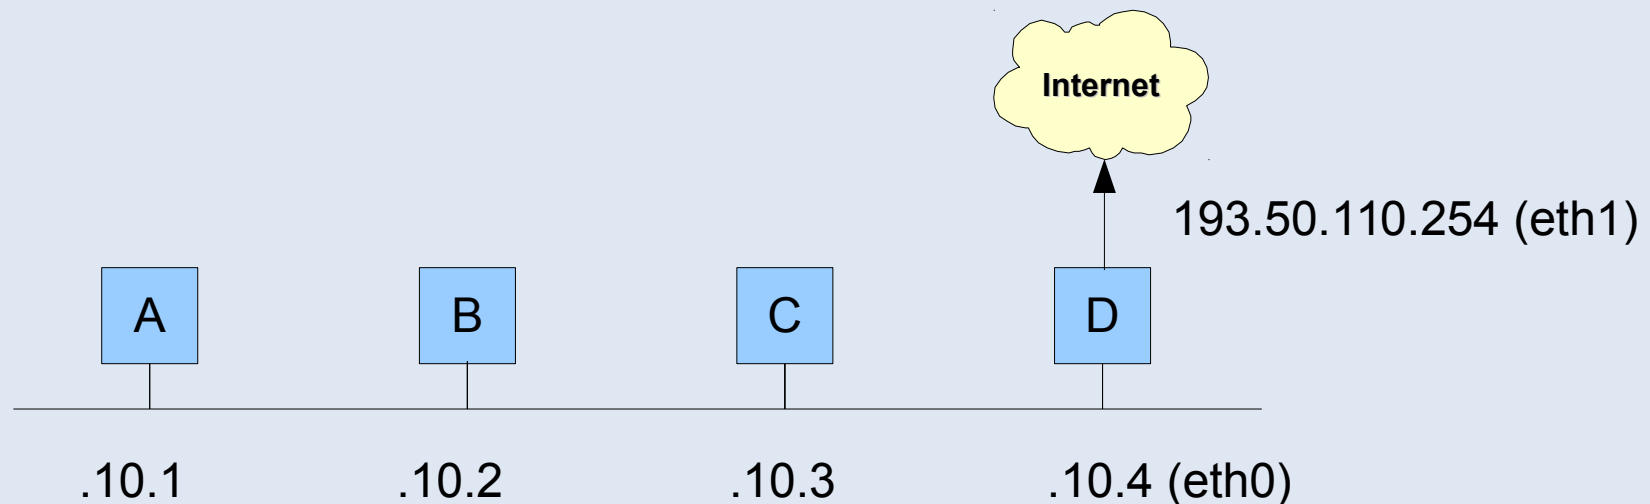 Internet
193.50.110.254 (eth1)
A B C D
.10.1 .10.2 .10.3 .10.4 (eth0)